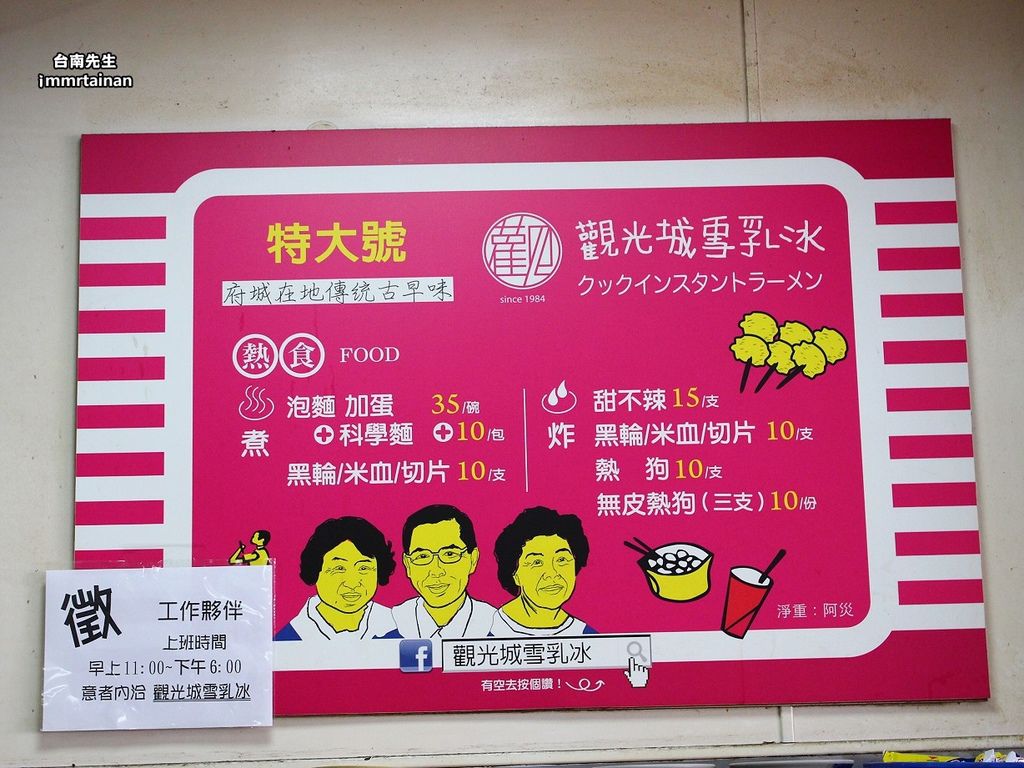 台南先生
immrtainan
特大號
府城在地傳統古早味
觀
since 1984
觀光城雪乳冰
クックインスタントラーメン
熱食 FOOD
煮
泡麵 加蛋 35/碗
+科學麵 +10/包
黑輪/米血/切片 10/支
炸
甜不辣 15/支
黑輪/米血/切片 10/支
熱 狗 10/支
無皮熱狗(三支)10/份
淨重:阿災
f 觀光城雪乳冰
有空去按個讚!
徵 工作夥伴
上班時間
早上11:00~下午6:00
意者內洽 觀光城雪乳冰